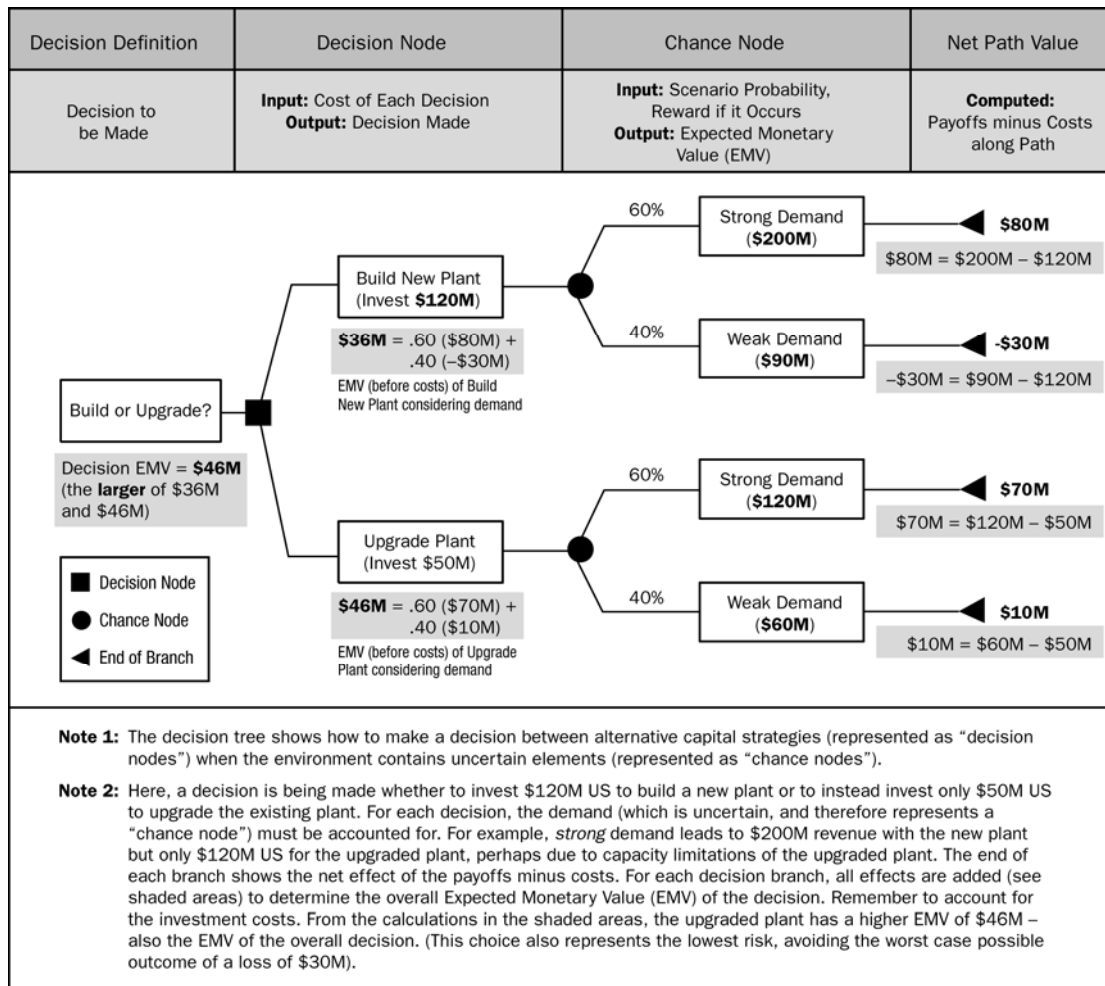 Decision Definition
Decision Node
Chance Node
Net Path Value
Decision to
be Made
Input: Cost of Each Decision
Output: Decision Made
Input: Scenario Probability,
Reward if it Occurs
Output: Expected Monetary
Value (EMV)
Computed:
Payoffs minus Costs
along Path
Build or Upgrade?
Decision EMV = $46M
(the larger of $36M
and $46M)
Build New Plant
(Invest $120M)
$36M = .60 ($80M) +
.40 (–$30M)
EMV (before costs) of Build
New Plant considering demand
60%
Strong Demand
($200M)
$80M
$80M = $200M – $120M
40%
Weak Demand
($90M)
-$30M
–$30M = $90M – $120M
Upgrade Plant
(Invest $50M)
$46M = .60 ($70M) +
.40 ($10M)
EMV (before costs) of Upgrade
Plant considering demand
60%
Strong Demand
($120M)
$70M
$70M = $120M – $50M
40%
Weak Demand
($60M)
$10M
$10M = $60M – $50M
Decision Node
Chance Node
End of Branch
Note 1: The decision tree shows how to make a decision between alternative capital strategies (represented as “decision
nodes”) when the environment contains uncertain elements (represented as “chance nodes”).
Note 2: Here, a decision is being made whether to invest $120M US to build a new plant or to instead invest only $50M US
to upgrade the existing plant. For each decision, the demand (which is uncertain, and therefore represents a
“chance node”) must be accounted for. For example, strong demand leads to $200M revenue with the new plant
but only $120M US for the upgraded plant, perhaps due to capacity limitations of the upgraded plant. The end of
each branch shows the net effect of the payoffs minus costs. For each decision branch, all effects are added (see
shaded areas) to determine the overall Expected Monetary Value (EMV) of the decision. Remember to account for
the investment costs. From the calculations in the shaded areas, the upgraded plant has a higher EMV of $46M –
also the EMV of the overall decision. (This choice also represents the lowest risk, avoiding the worst case possible
outcome of a loss of $30M).